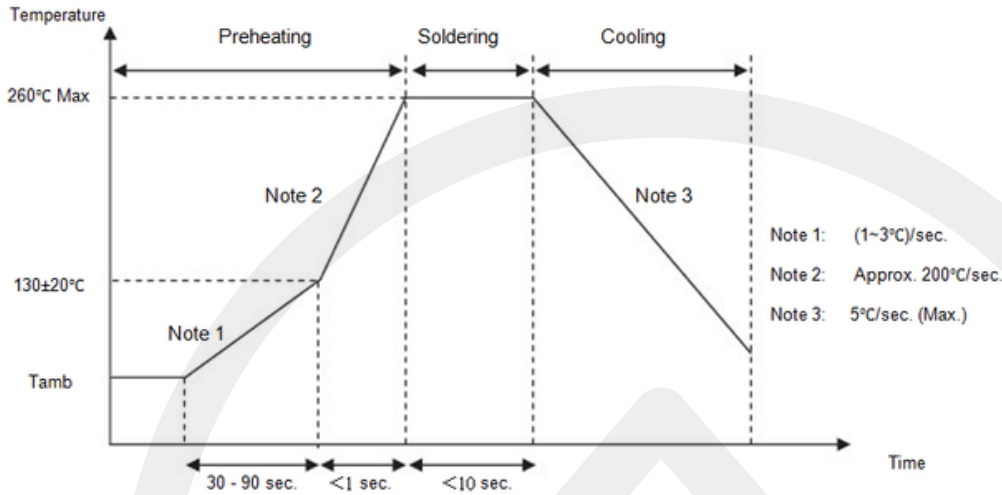 Temperature
Preheating
Soldering
Cooling
260℃ Max
Note 2
Note 3
Note 1: (1~3℃)/sec.
Note 2: Approx. 200℃/sec.
Note 3: 5℃/sec. (Max.)
130±20℃
Note 1
Tamb
Time
30 - 90 sec.
<1 sec.
<10 sec.